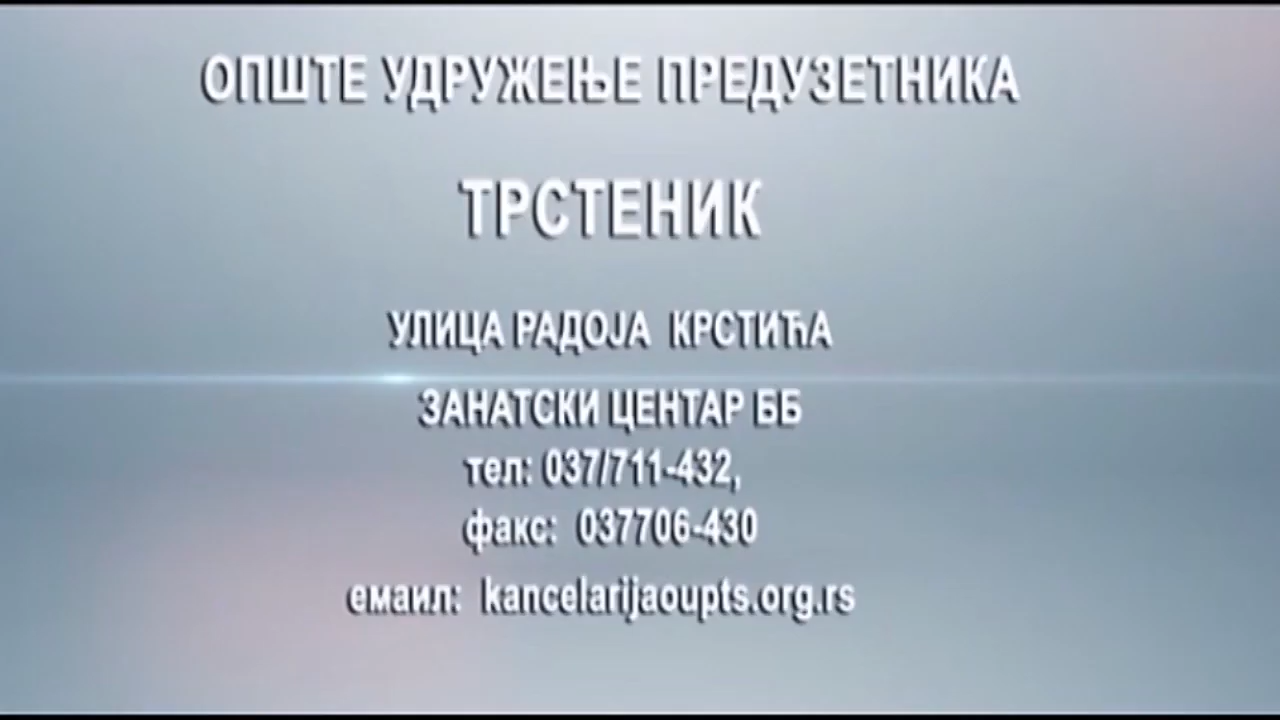 ОПШТЕ УДРУЖЕЊЕ ПРЕДУЗЕТНИКА
ТРСТЕНИК
УЛИЦА РАДОЈА КРСТИЋА
ЗАНАТСКИ ЦЕНТАР ББ
тел: 037/711-432,
факс: 037706-430
емаил: kancelarijaoupts.org.rs